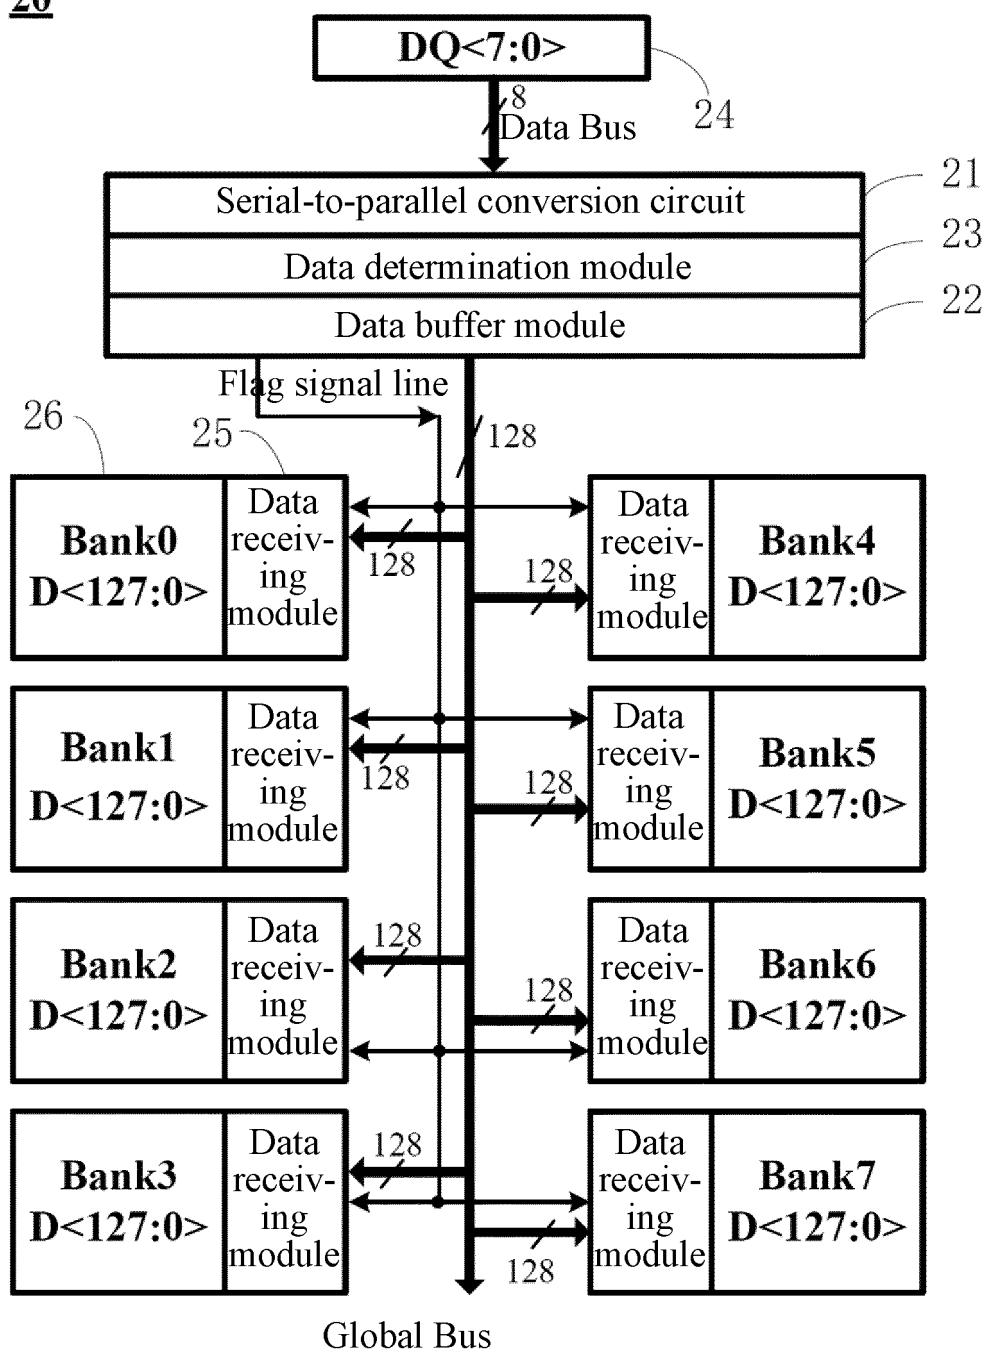 20
DQ<7:0>
24
8
Data Bus
Serial-to-parallel conversion circuit
21
Data determination module
23
Data buffer module
22
Flag signal line
128
26
25
Bank0
D<127:0>
Data
receiv-
ing
module
128
128
Data
receiv-
ing
module
Bank4
D<127:0>
Bank1
D<127:0>
Data
receiv-
ing
module
128
128
Data
receiv-
ing
module
Bank5
D<127:0>
Bank2
D<127:0>
Data
receiv-
ing
module
128
128
Data
receiv-
ing
module
Bank6
D<127:0>
Bank3
D<127:0>
Data
receiv-
ing
module
128
128
Data
receiv-
ing
module
Bank7
D<127:0>
Global Bus